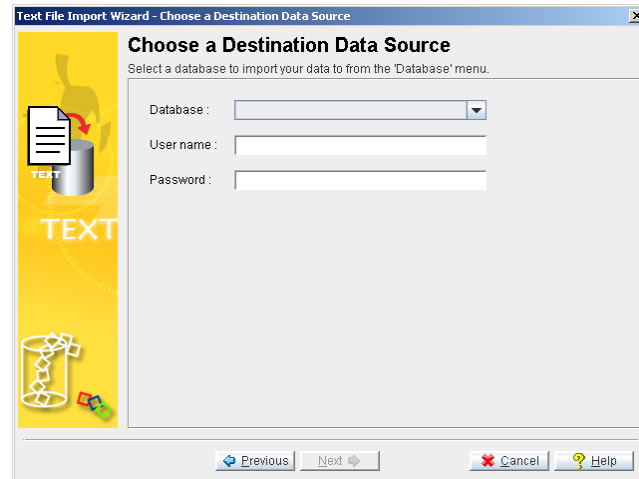 Text File Import Wizard - Choose a Destination Data Source
Choose a Destination Data Source
Select a database to import your data to from the 'Database' menu.
Database :
User name :
Password :
TEXT
TEXT
Previous
Next
Cancel
Help